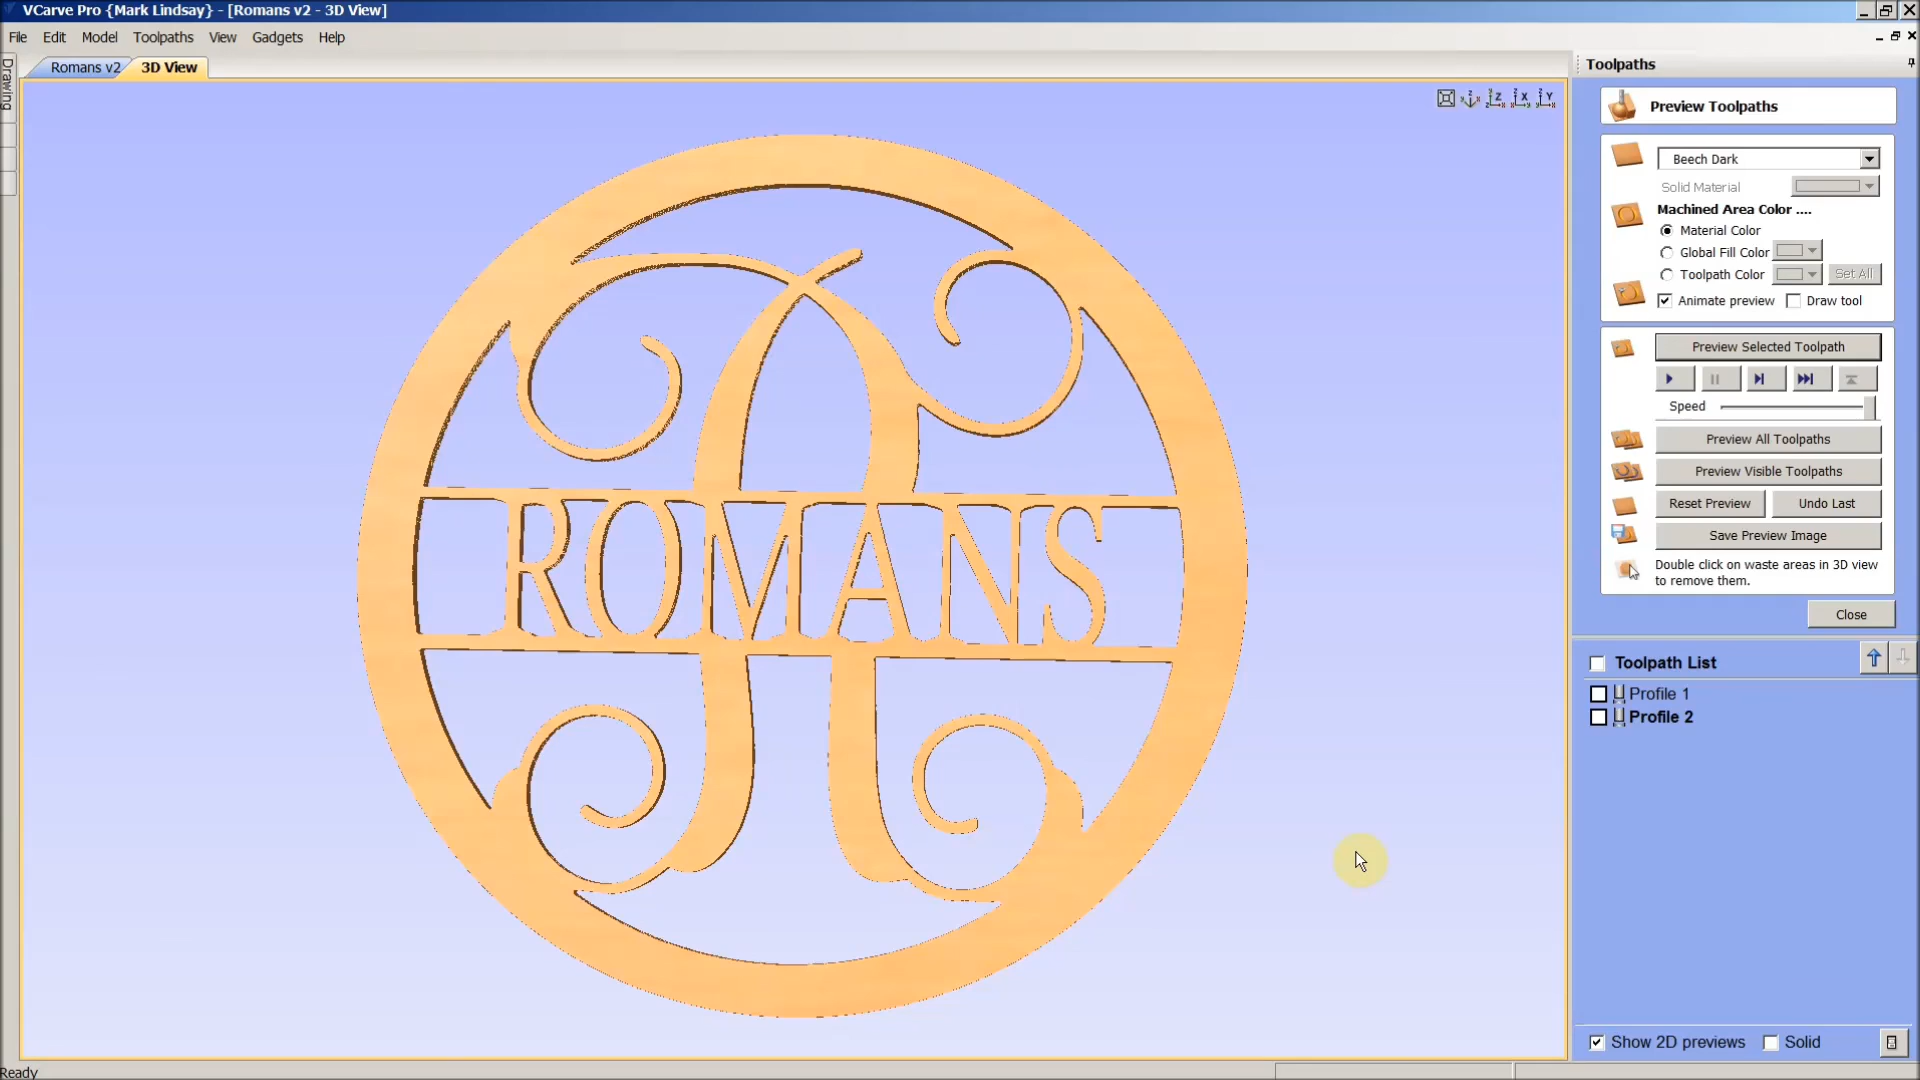 VCarve Pro {Mark Lindsay} - [Romans v2 - 3D View]
File Edit Model Toolpaths View Gadgets Help
Drawing
Romans v2 3D View
Toolpaths
Preview Toolpaths
Beech Dark
Solid Material
Machined Area Color ....
Material Color
Global Fill Color
Toolpath Color Set All
Animate preview Draw tool
Preview Selected Toolpath
Speed
Preview All Toolpaths
Preview Visible Toolpaths
Reset Preview Undo Last
Save Preview Image
Double click on waste areas in 3D view
to remove them.
Close
Toolpath List
Profile 1
Profile 2
Show 2D previews Solid
R
ROMANS
Ready